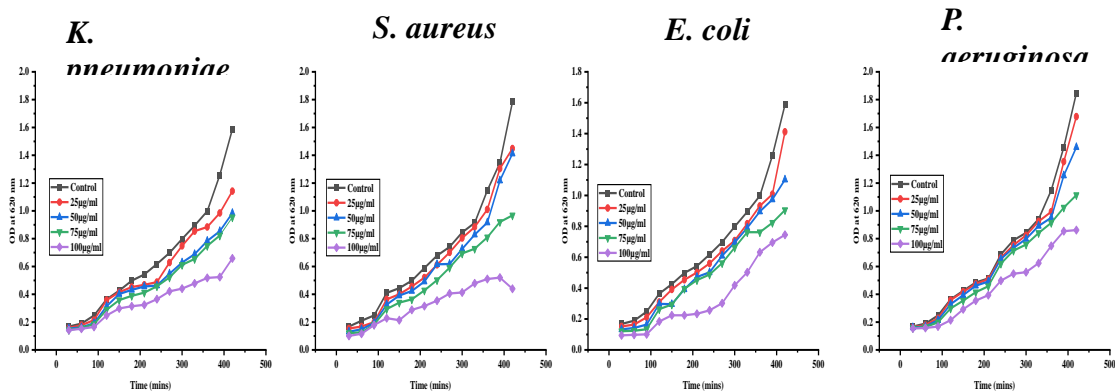 K.
pneumoniae
S. aureus
E. coli
P.
aeruginosa
2.0
1.8
1.6
1.4
1.2
1.0
0.8
0.6
0.4
0.2
0.0
OD at 620 nm
Control
25µg/ml
50µg/ml
75µg/ml
100µg/ml
0 100 200 300 400 500
Time (mins)
2.0
1.8
1.6
1.4
1.2
1.0
0.8
0.6
0.4
0.2
0.0
OD at 620 nm
Control
25µg/ml
50µg/ml
75µg/ml
100µg/ml
0 100 200 300 400 500
Time (mins)
1.8
1.6
1.4
1.2
1.0
0.8
0.6
0.4
0.2
0.0
OD at 620 nm
Control
25µg/ml
50µg/ml
75µg/ml
100µg/ml
0 100 200 300 400 500
Time (mins)
2.0
1.8
1.6
1.4
1.2
1.0
0.8
0.6
0.4
0.2
0.0
OD at 620 nm
Control
25µg/ml
50µg/ml
75µg/ml
100µg/ml
0 100 200 300 400 500
Time (mins)